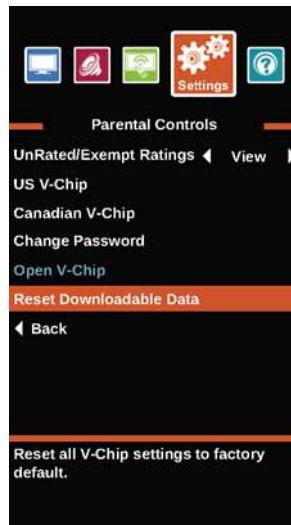 Settings
Parental Controls
UnRated/Exempt Ratings View
US V-Chip
Canadian V-Chip
Change Password
Open V-Chip
Reset Downloadable Data
Back
Reset all V-Chip settings to factory
default.